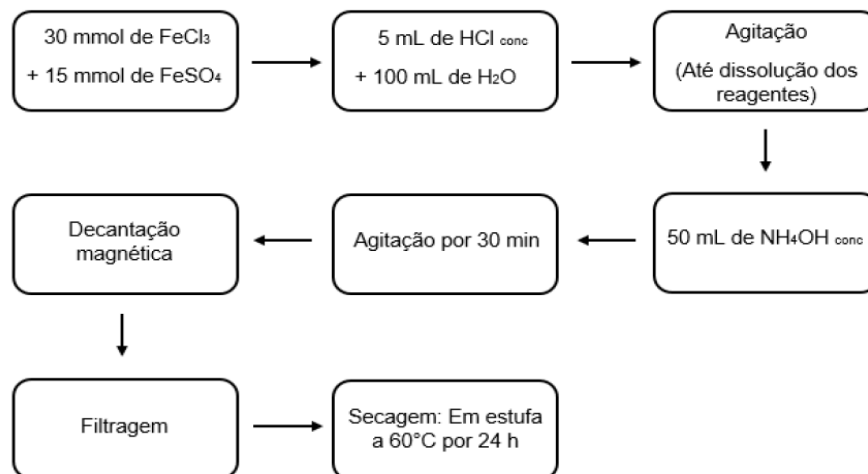 30 mmol de FeCl₃
+ 15 mmol de FeSO₄
5 mL de HCl conc
+ 100 mL de H₂O
Agitação
(Até dissolução dos
reagentes)
50 mL de NH₄OH conc
Agitação por 30 min
Decantação
magnética
Filtragem
Secagem: Em estufa
a 60°C por 24 h